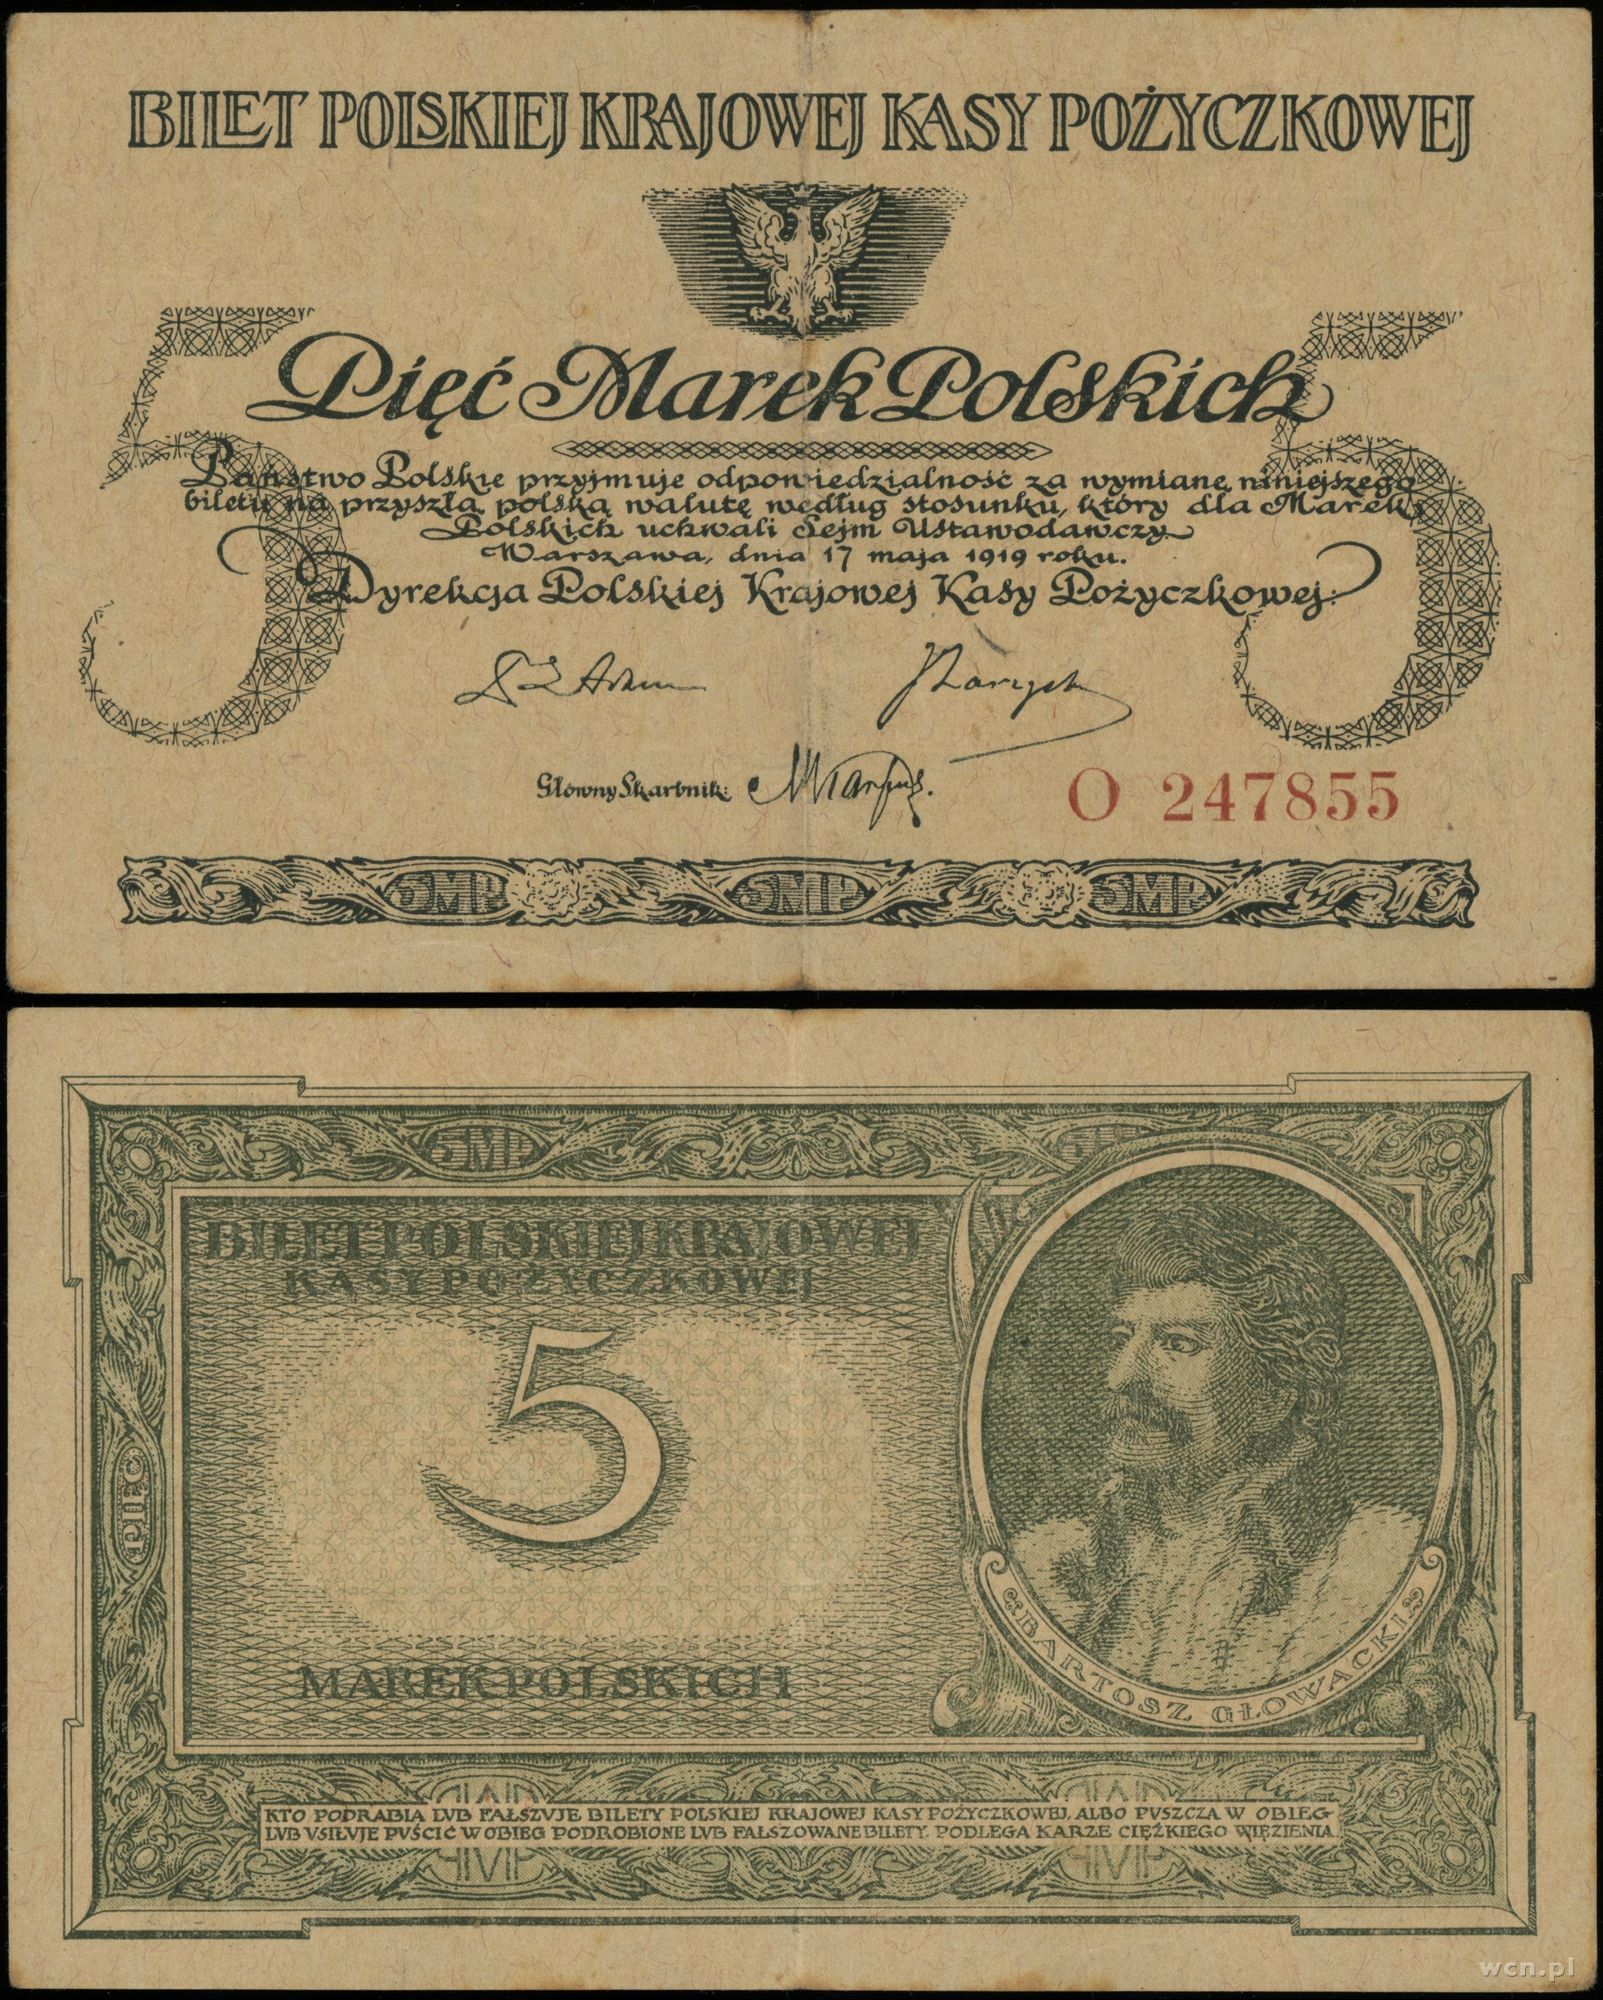 BILET POLSKIEJ KRAJOWEJ KASY POŻYCZKOWEJ
5 5
Pięć Marek Polskich
Państwo Polskie przyjmuje odpowiedzialność za wymianę niniejszego
biletu na przyszłą polską walutę według stosunku, który dla Marek
Polskich uchwali Sejm Ustawodawczy
Warszawa, dnia 17 maja 1919 roku.
Dyrekcja Polskiej Krajowej Kasy Pożyczkowej:
Główny Skarbnik:
O 247855
5MP 5MP 5MP
5MP 5MP
BILET POLSKIEJ KRAJOWEJ
KASY POŻYCZKOWEJ
5
PIĘĆ
MAREK POLSKICH
BARTOSZ GŁOWACKI
KTO PODRABIA LVB FAŁSZVJE BILETY POLSKIEJ KRAJOWEJ KASY POŻYCZKOWEJ, ALBO PVSZCZA W OBIEG
LVB VSIŁVJE PVŚCIĆ W OBIEG PODROBIONE LVB FAŁSZOWANE BILETY, PODLEGA KARZE CIĘŻKIEGO WIĘZIENIA
wcn.pl